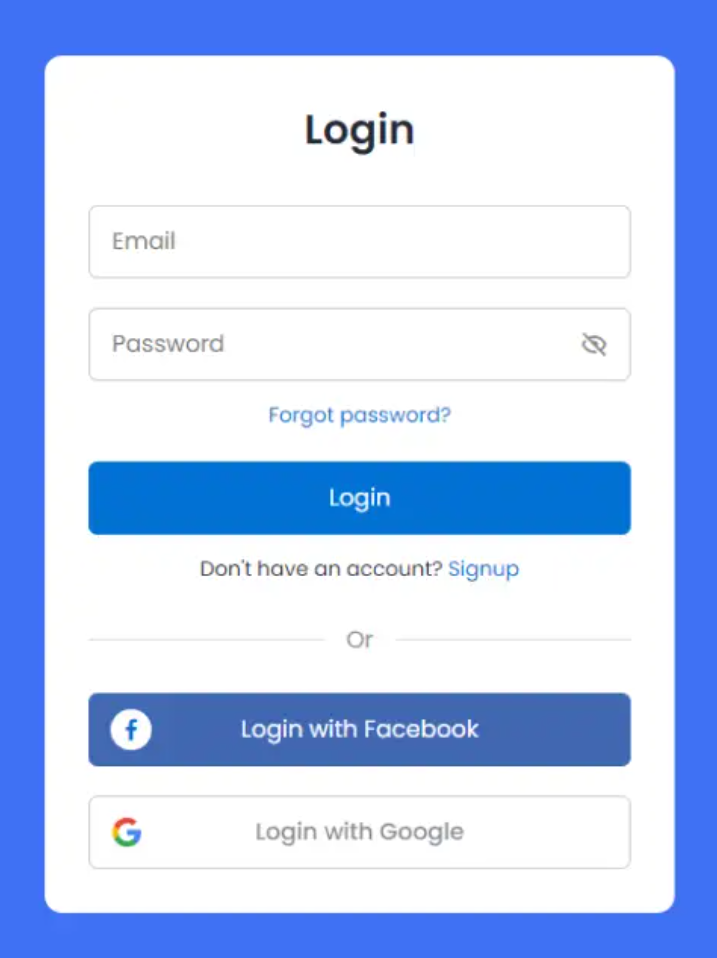 Login
Email
Password
Forgot password?
Login
Don't have an account? Signup
Or
Login with Facebook
Login with Google